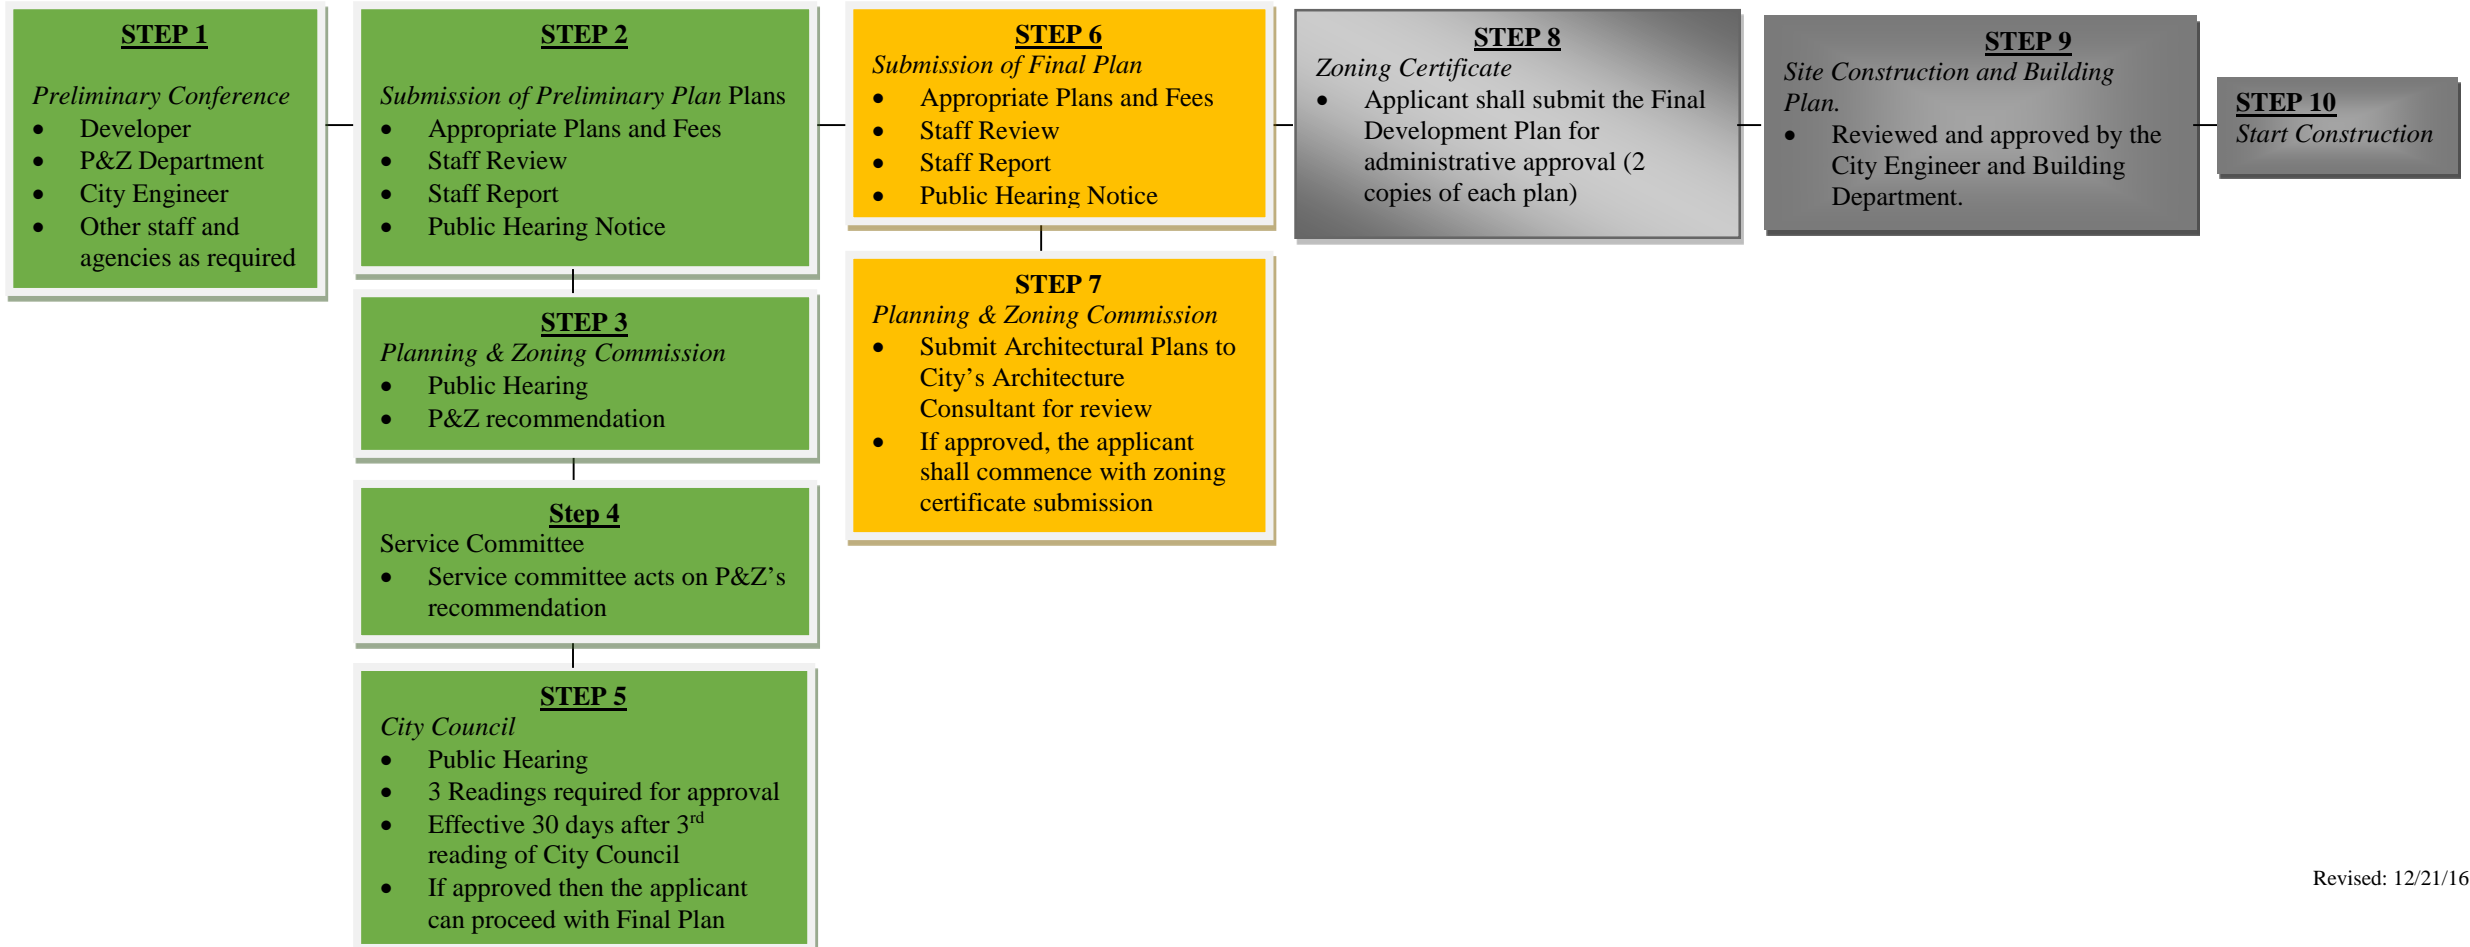 STEP 1
Preliminary Conference
• Developer
• P&Z Department
• City Engineer
• Other staff and
agencies as required
STEP 2
Submission of Preliminary Plan Plans
• Appropriate Plans and Fees
• Staff Review
• Staff Report
• Public Hearing Notice
STEP 3
Planning & Zoning Commission
• Public Hearing
• P&Z recommendation
Step 4
Service Committee
• Service committee acts on P&Z’s
recommendation
STEP 5
City Council
• Public Hearing
• 3 Readings required for approval
• Effective 30 days after 3rd
reading of City Council
• If approved then the applicant
can proceed with Final Plan
STEP 6
Submission of Final Plan
• Appropriate Plans and Fees
• Staff Review
• Staff Report
• Public Hearing Notice
STEP 7
Planning & Zoning Commission
• Submit Architectural Plans to
City’s Architecture
Consultant for review
• If approved, the applicant
shall commence with zoning
certificate submission
STEP 8
Zoning Certificate
• Applicant shall submit the Final
Development Plan for
administrative approval (2
copies of each plan)
STEP 9
Site Construction and Building
Plan.
• Reviewed and approved by the
City Engineer and Building
Department.
STEP 10
Start Construction
Revised: 12/21/16